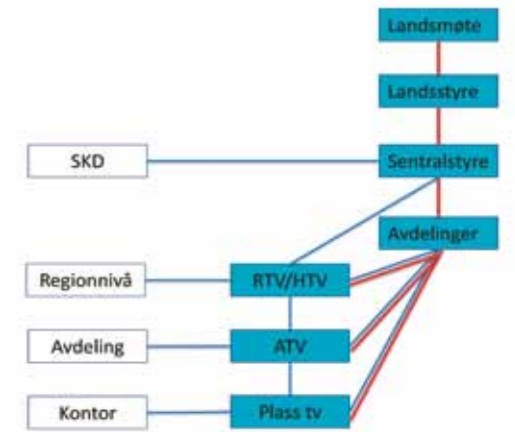 Landsmøte
Landsstyre
SKD
Sentralstyre
Avdelinger
Regionnivå
RTV/HTV
Avdeling
ATV
Kontor
Plass tv